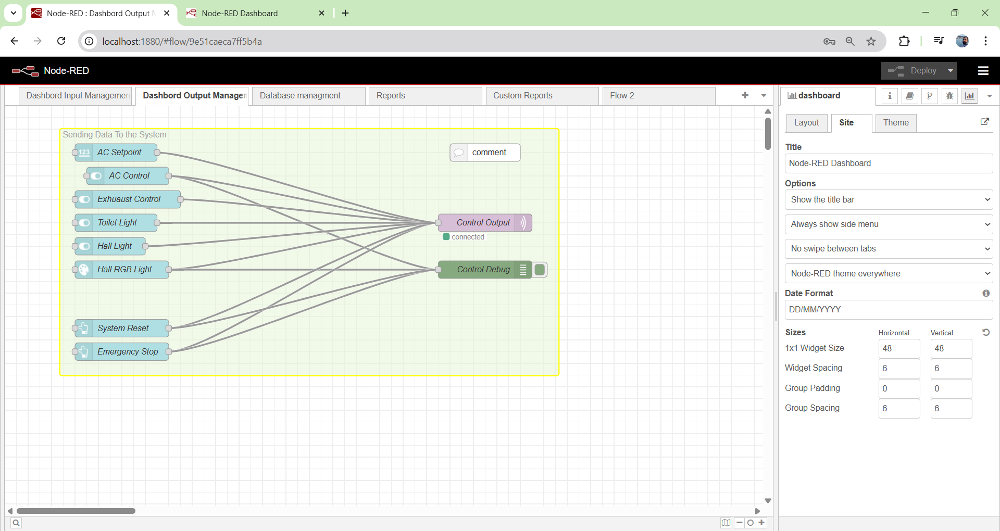 Node-RED : Dashbord Output M
Node-RED Dashboard
localhost:1880/#flow/9e51caeca7ff5b4a
Node-RED
Deploy
Dashbord Input Managemen
Dashbord Output Manager
Database managment
Reports
Custom Reports
Flow 2
dashboard
i
Layout
Site
Theme
Sending Data To the System
123
AC Setpoint
comment
AC Control
Exhuaust Control
Toilet Light
Control Output
connected
Hall Light
Hall RGB Light
Control Debug
System Reset
Emergency Stop
Title
Node-RED Dashboard
Options
Show the title bar
Always show side menu
No swipe between tabs
Node-RED theme everywhere
Date Format
DD/MM/YYYY
Sizes Horizontal Vertical
1x1 Widget Size 48 48
Widget Spacing 6 6
Group Padding 0 0
Group Spacing 6 6